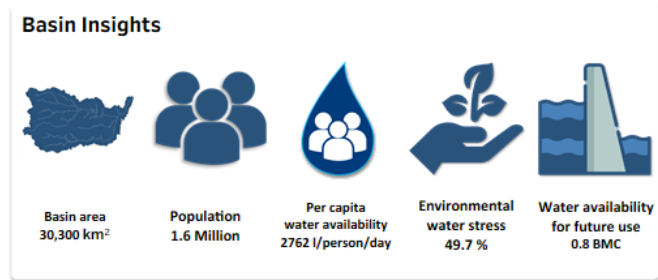 Basin Insights
Basin area
30,300 km²
Population
1.6 Million
Per capita
water availability
2762 l/person/day
Environmental
water stress
49.7 %
Water availability
for future use
0.8 BMC